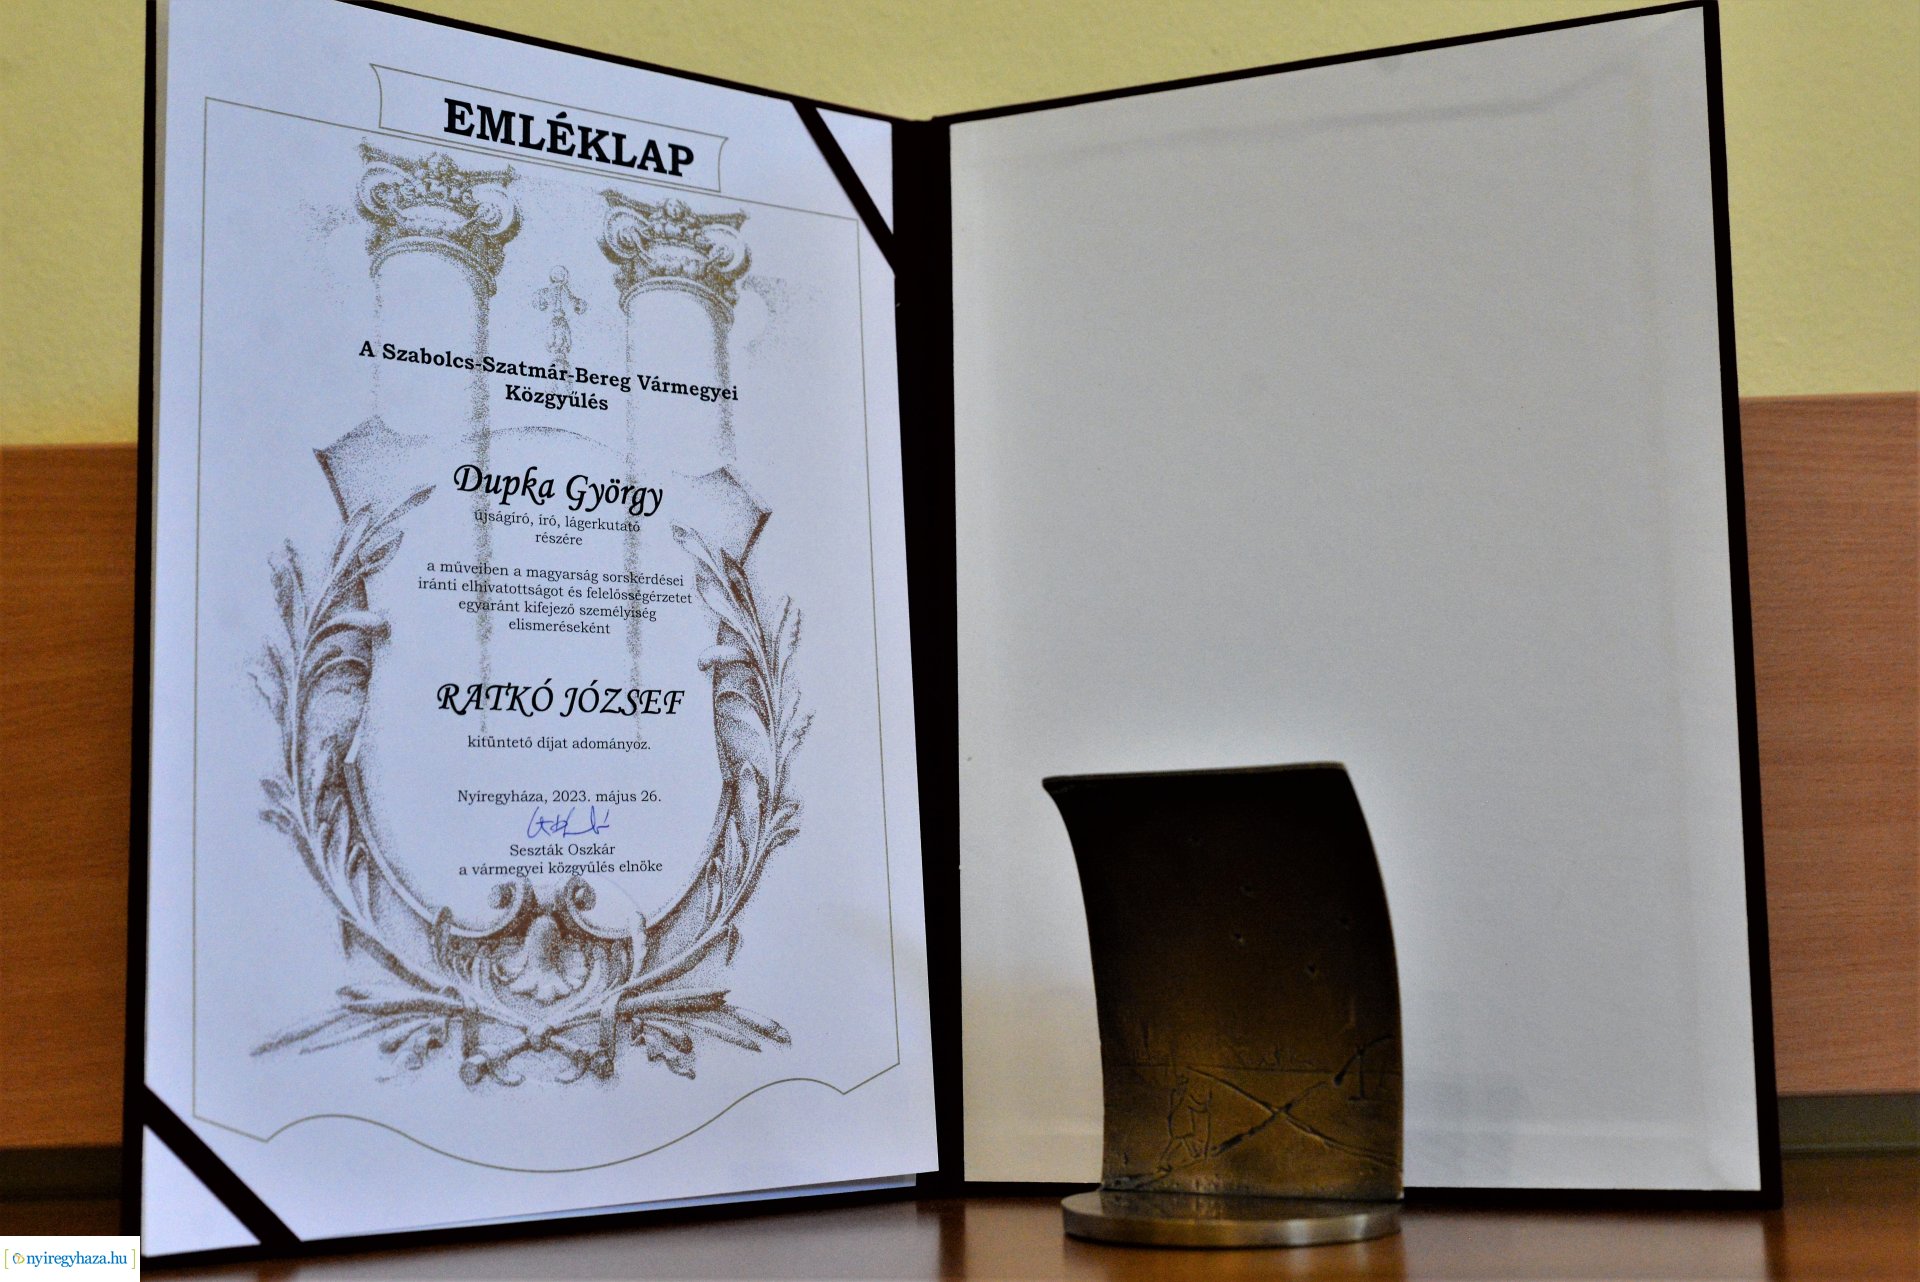 EMLÉKLAP
A Szabolcs-Szatmár-Bereg Vármegyei
Közgyűlés
Dupka György
újságíró, író, lágerkutató
részére
a műveiben a magyarság sorskérdései
iránti elhivatottságot és felelősségérzetet
egyaránt kifejező személyiség
elismeréseként
RATKÓ JÓZSEF
kitüntető díjat adományoz.
Nyíregyháza, 2023. május 26.
Seszták Oszkár
a vármegyei közgyűlés elnöke
[nyiregyhaza.hu]